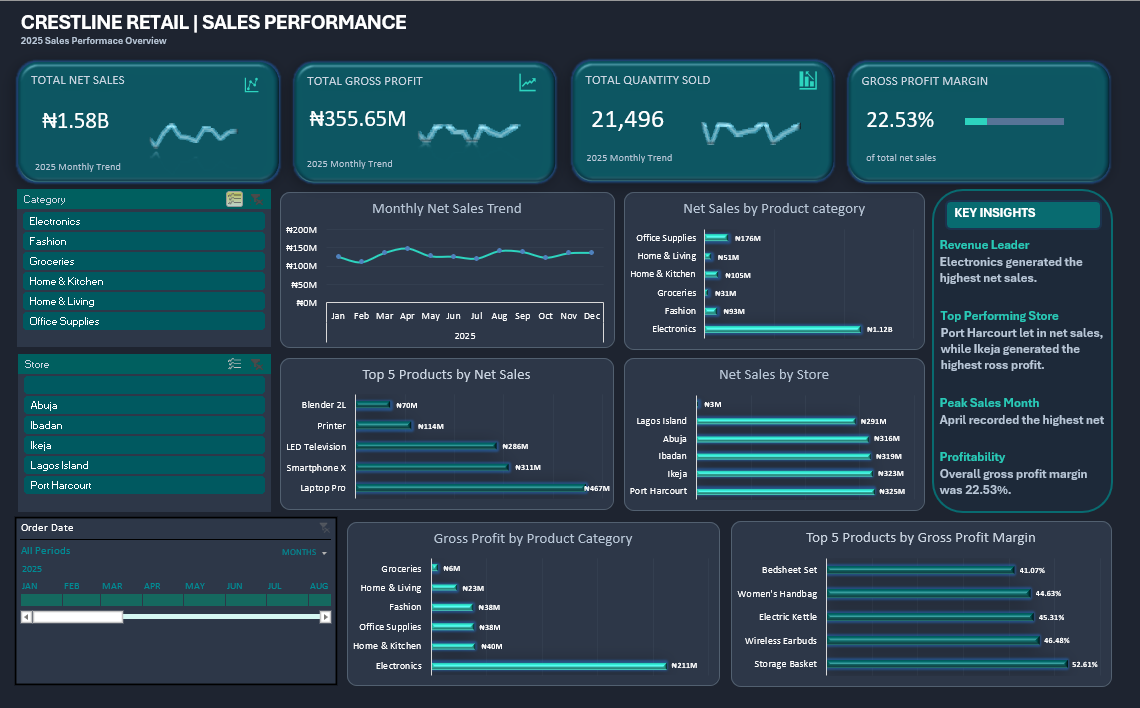 CRESTLINE RETAIL | SALES PERFORMANCE
2025 Sales Performace Overview
TOTAL NET SALES
₦1.58B
2025 Monthly Trend
TOTAL GROSS PROFIT
₦355.65M
2025 Monthly Trend
TOTAL QUANTITY SOLD
21,496
2025 Monthly Trend
GROSS PROFIT MARGIN
22.53%
of total net sales
Category
Electronics
Fashion
Groceries
Home & Kitchen
Home & Living
Office Supplies
Store
Abuja
Ibadan
Ikeja
Lagos Island
Port Harcourt
Monthly Net Sales Trend
₦200M
₦150M
₦100M
₦50M
₦0M
Jan Feb Mar Apr May Jun Jul Aug Sep Oct Nov Dec
2025
Net Sales by Product category
Office Supplies ₦176M
Home & Living ₦51M
Home & Kitchen ₦105M
Groceries ₦31M
Fashion ₦93M
Electronics ₦1.12B
Top 5 Products by Net Sales
Blender 2L ₦70M
Printer ₦114M
LED Television ₦286M
Smartphone X ₦311M
Laptop Pro ₦467M
Net Sales by Store
₦3M
Lagos Island ₦291M
Abuja ₦316M
Ibadan ₦319M
Ikeja ₦323M
Port Harcourt ₦325M
KEY INSIGHTS
Revenue Leader
Electronics generated the
hjghest net sales.
Top Performing Store
Port Harcourt let in net sales,
while Ikeja generated the
highest ross profit.
Peak Sales Month
April recorded the highest net
Profitability
Overall gross profit margin
was 22.53%.
Order Date
All Periods
MONTHS
2025
JAN FEB MAR APR MAY JUN JUL AUG
Gross Profit by Product Category
Groceries ₦6M
Home & Living ₦23M
Fashion ₦38M
Office Supplies ₦38M
Home & Kitchen ₦40M
Electronics ₦211M
Top 5 Products by Gross Profit Margin
Bedsheet Set 41.07%
Women's Handbag 44.63%
Electric Kettle 45.31%
Wireless Earbuds 46.48%
Storage Basket 52.61%